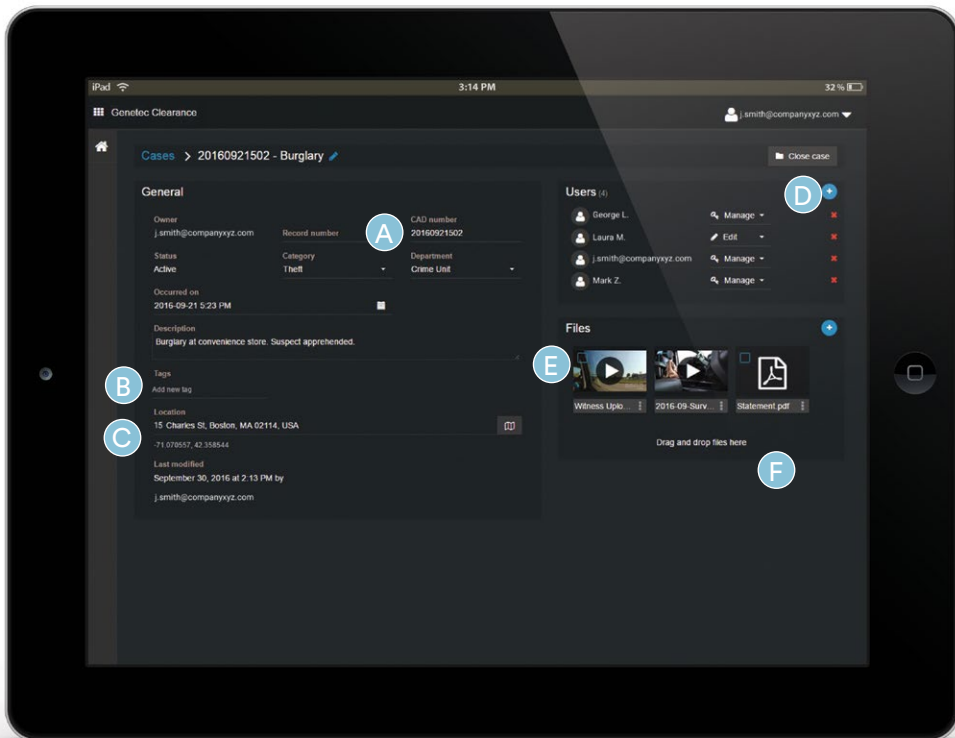 iPad 3:14 PM 32 %
Genetec Clearance j.smith@companyxyz.com
Cases > 20160921502 - Burglary Close case
General
Owner
j.smith@companyxyz.com
Record number
A
CAD number
20160921502
Status
Active
Category
Theft
Department
Crime Unit
Occurred on
2016-09-21 5:23 PM
Description
Burglary at convenience store. Suspect apprehended.
B
Tags
Add new tag
C
Location
15 Charles St, Boston, MA 02114, USA
-71.070557, 42.358544
Last modified
September 30, 2016 at 2:13 PM by
j.smith@companyxyz.com
Users (4)
D
George L. Manage
Laura M. Edit
j.smith@companyxyz.com Manage
Mark Z. Manage
Files
E
Witness Uplo... 2016-09-Surv... Statement.pdf
Drag and drop files here
F